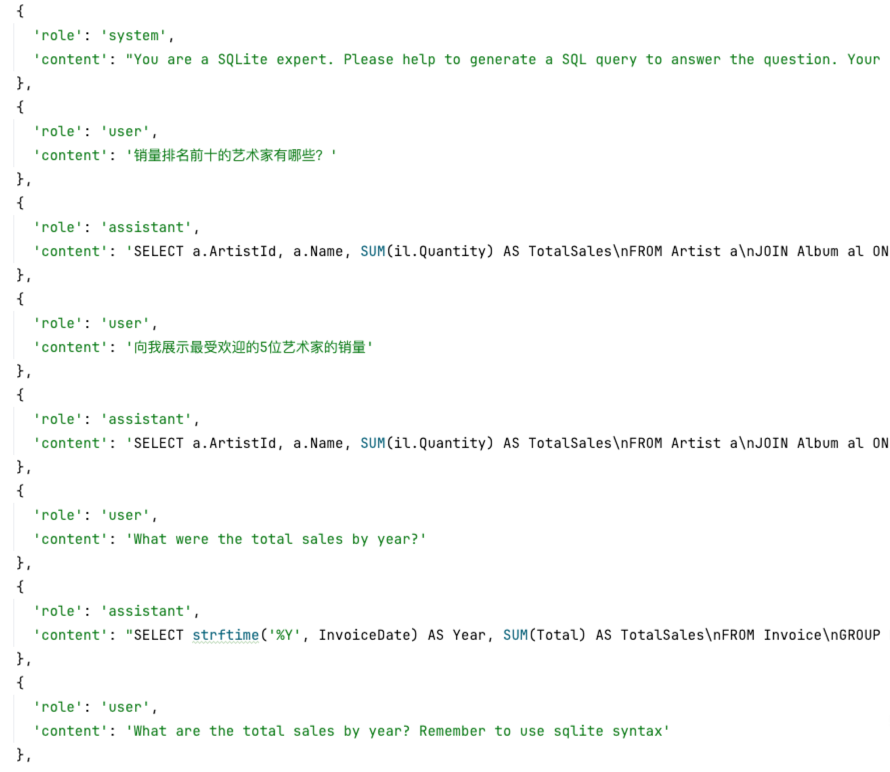 {
'role': 'system',
'content': "You are a SQLite expert. Please help to generate a SQL query to answer the question. Your
},
{
'role': 'user',
'content': '销量排名前十的艺术家有哪些？'
},
{
'role': 'assistant',
'content': 'SELECT a.ArtistId, a.Name, SUM(il.Quantity) AS TotalSales\nFROM Artist a\nJOIN Album al ON
},
{
'role': 'user',
'content': '向我展示最受欢迎的5位艺术家的销量'
},
{
'role': 'assistant',
'content': 'SELECT a.ArtistId, a.Name, SUM(il.Quantity) AS TotalSales\nFROM Artist a\nJOIN Album al ON
},
{
'role': 'user',
'content': 'What were the total sales by year?'
},
{
'role': 'assistant',
'content': "SELECT strftime('%Y', InvoiceDate) AS Year, SUM(Total) AS TotalSales\nFROM Invoice\nGROUP
},
{
'role': 'user',
'content': 'What are the total sales by year? Remember to use sqlite syntax'
},